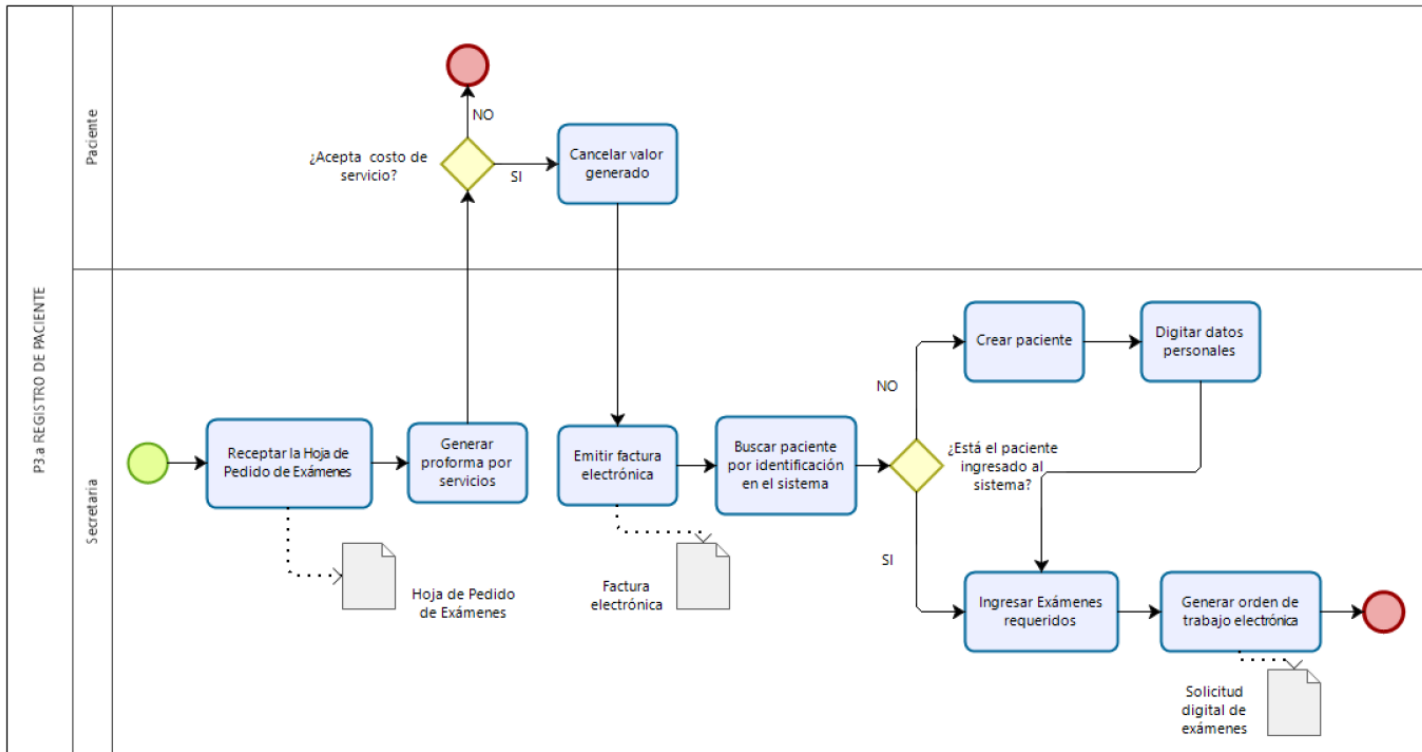 P3.a REGISTRO DE PACIENTE
Paciente
NO
¿Acepta costo de
servicio?
SI
Cancelar valor
generado
Secretaria
Receptar la Hoja de
Pedido de Exámenes
Generar
proforma por
servicios
Hoja de Pedido
de Exámenes
Emitir factura
electrónica
Factura
electrónica
Buscar paciente
por identificación
en el sistema
¿Está el paciente
ingresado al
sistema?
NO
Crear paciente
Digitar datos
personales
SI
Ingresar Exámenes
requeridos
Generar orden de
trabajo electrónica
Solicitud
digital de
exámenes